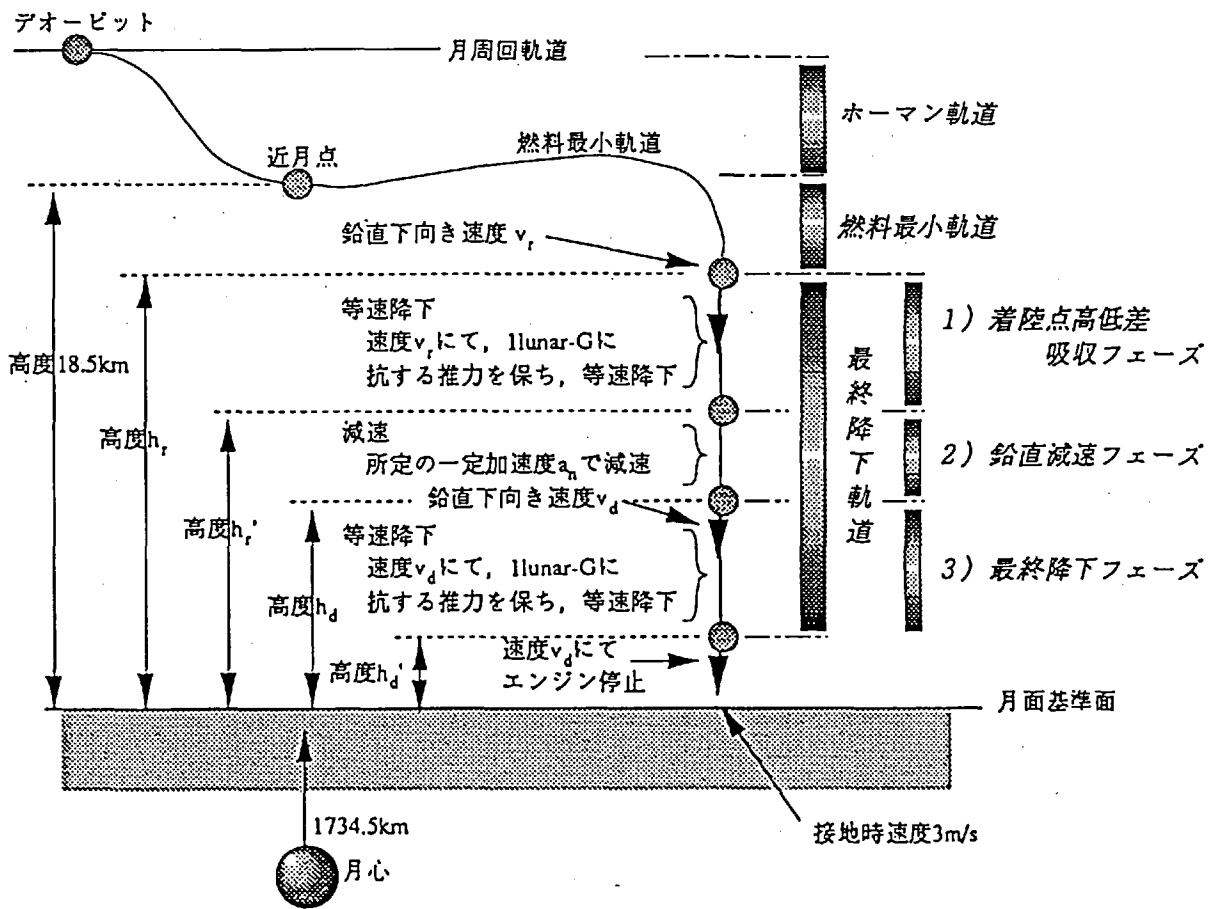 デオービット
月周回軌道
ホーマン軌道
燃料最小軌道
近月点
燃料最小軌道
鉛直下向き速度 vr
等速降下
速度vrにて，1lunar-Gに
抗する推力を保ち，等速降下
1）着陸点高低差
吸収フェーズ
高度18.5km
最終降下軌道
高度hr
減速
所定の一定加速度anで減速
2）鉛直減速フェーズ
鉛直下向き速度vd
高度hr'
等速降下
速度vdにて，1lunar-Gに
抗する推力を保ち，等速降下
3）最終降下フェーズ
高度hd
速度vdにて
エンジン停止
高度hd'
月面基準面
1734.5km
接地時速度3m/s
月心